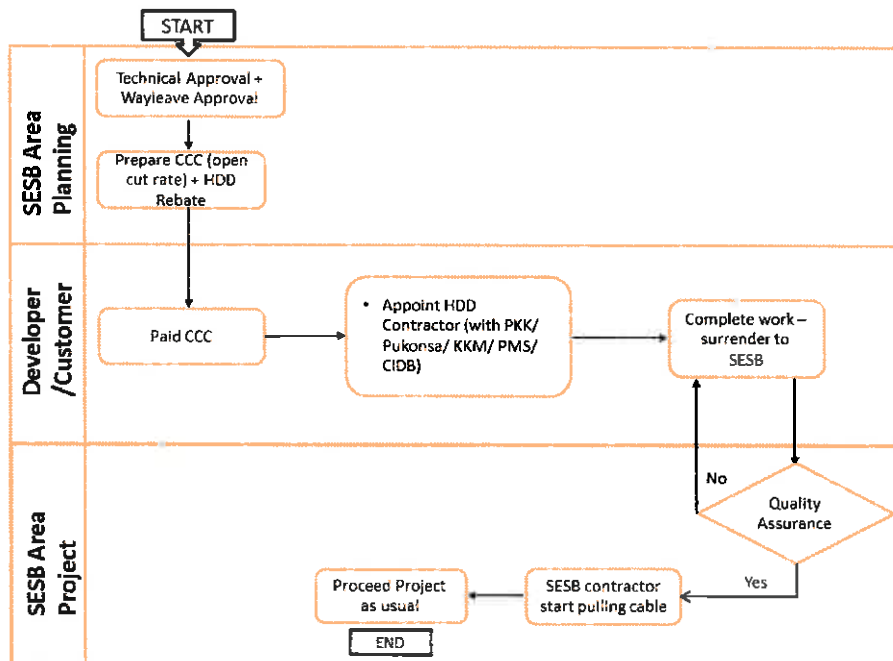 START
SESB Area
Planning
Technical Approval +
Wayleave Approval
Prepare CCC (open
cut rate) + HDD
Rebate
Developer
/Customer
Paid CCC
• Appoint HDD
Contractor (with PKK/
Pukonsa/ KKM/ PMS/
CIDB)
Complete work –
surrender to
SESB
SESB Area
Project
No
Quality
Assurance
Yes
SESB contractor
start pulling cable
Proceed Project
as usual
END